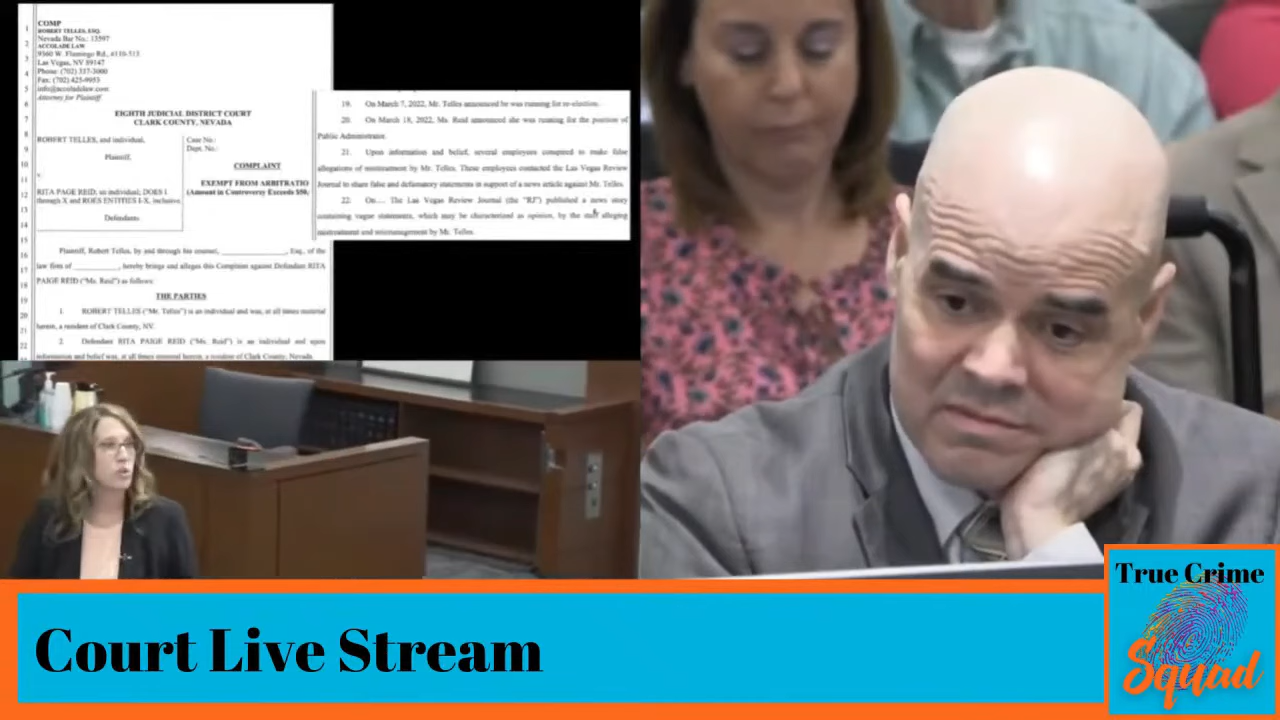 COMP
ROBERT TELLES, ESQ.
Nevada Bar No.: 13597
ACCOLADE LAW
9360 W. Flamingo Rd., #110-513
Las Vegas, NV 89147
Phone: (702) 337-3000
Fax: (702) 425-9953
info@accoladelaw.com
Attorney for Plaintiff
EIGHTH JUDICIAL DISTRICT COURT
CLARK COUNTY, NEVADA
ROBERT TELLES, and individual,
Plaintiff,
v.
RITA PAGE REID, an individual; DOES I
through X and ROES ENTITIES I-X, inclusive
Defendants
Case No.:
Dept. No.:
COMPLAINT
EXEMPT FROM ARBITRATIO
(Amount in Controversy Exceeds $50,
Plaintiff, Robert Telles, by and through his counsel, ____________, Esq., of the
law firm of __________, hereby brings and alleges this Complaint against Defendant RITA
PAIGE REID ("Ms. Reid") as follows:
THE PARTIES
1. ROBERT TELLES ("Mr. Telles") is an individual and was, at all times material
herein, a resident of Clark County, NV.
2. Defendant RITA PAIGE REID ("Ms. Reid") is an individual and upon
information and belief was, at all times material herein, a resident of Clark County, Nevada.
19. On March 7, 2022, Mr. Telles announced he was running for re-election.
20. On March 18, 2022, Ms. Reid announced she was running for the position of
Public Administrator.
21. Upon information and belief, several employees conspired to make false
allegations of mistreatment by Mr. Telles. These employees contacted the Las Vegas Review
Journal to share false and defamatory statements in support of a news article against Mr. Telles.
22. On.... The Las Vegas Review Journal (the "RJ") published a news story
containing vague statements, which may be characterized as opinion, by the staff alleging
mistreatment and mismanagement by Mr. Telles.
Court Live Stream
True Crime
Squad